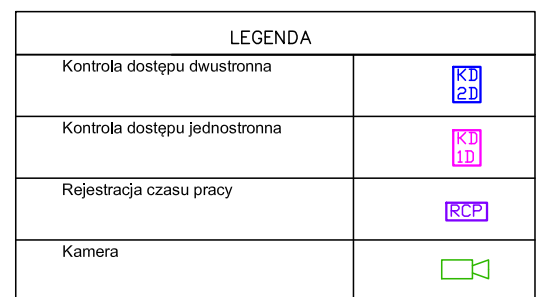 LEGENDA
Kontrola dostępu dwustronna
KD
2D
Kontrola dostępu jednostronna
KD
1D
Rejestracja czasu pracy
RCP
Kamera